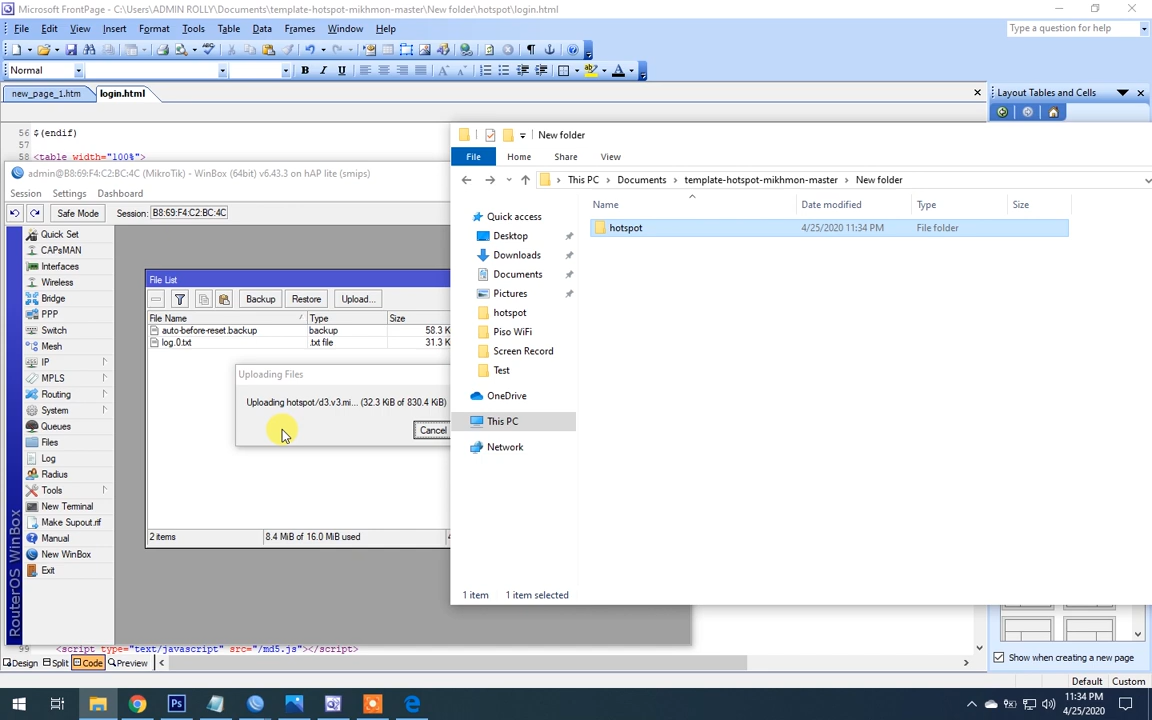 Microsoft FrontPage - C:\Users\ADMIN ROLLY\Documents\template-hotspot-mikhmon-master\New folder\hotspot\login.html
File Edit View Insert Format Tools Table Data Frames Window Help
Type a question for help
Normal
new_page_1.htm login.html
Layout Tables and Cells
56 $(endif)
57
58 <table width="100%">
admin@B8:69:F4:C2:BC:4C (MikroTik) - WinBox (64bit) v6.43.3 on hAP lite (smips)
Session Settings Dashboard
Safe Mode Session: B8:69:F4:C2:BC:4C
Quick Set
CAPsMAN
Interfaces
Wireless
Bridge
PPP
Switch
Mesh
IP
MPLS
Routing
System
Queues
Files
Log
Radius
Tools
New Terminal
Make Supout.rif
Manual
New WinBox
Exit
RouterOS WinBox
File List
Backup Restore Upload...
File Name Type Size
auto-before-reset.backup backup 58.3 K
log.0.txt .txt file 31.3 K
Uploading Files
Uploading hotspot/d3.v3.mi... (32.3 KiB of 830.4 KiB)
Cancel
2 items 8.4 MiB of 16.0 MiB used
New folder
File Home Share View
This PC Documents template-hotspot-mikhmon-master New folder
Name Date modified Type Size
hotspot 4/25/2020 11:34 PM File folder
Quick access
Desktop
Downloads
Documents
Pictures
hotspot
Piso WiFi
Screen Record
Test
OneDrive
This PC
Network
1 item 1 item selected
99 <script type="text/javascript" src="/md5.js"></script>
Design Split Code Preview
Show when creating a new page
Default Custom
11:34 PM
4/25/2020